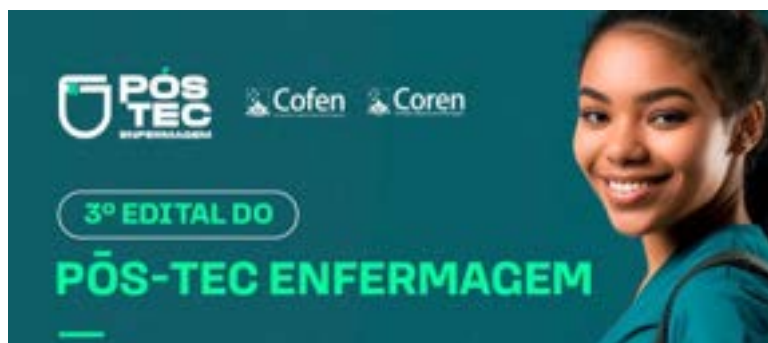 PÓS
TEC
ENFERMAGEM
Cofen
Coren
3º EDITAL DO
PÓS-TEC ENFERMAGEM